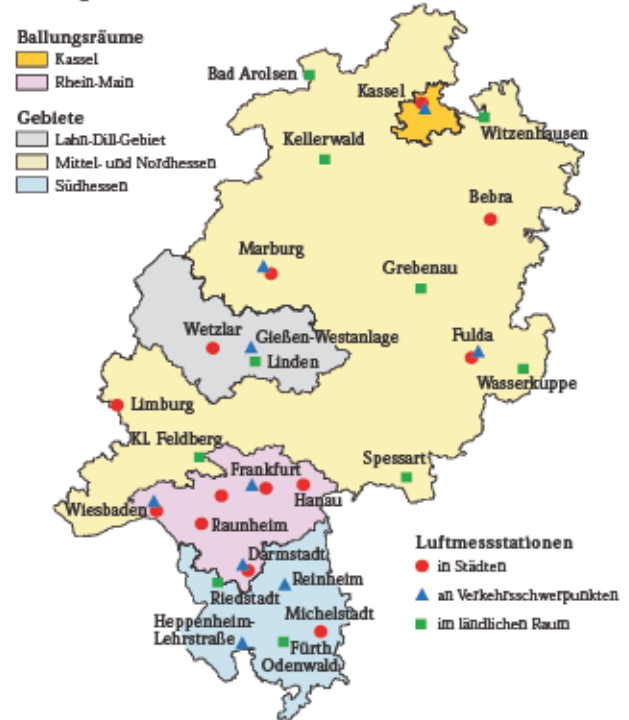 Ballungsräume
Kassel
Rhein-Main
Gebiete
Lahn-Dill-Gebiet
Mittel- und Nordhessen
Südhessen
Bad Arolsen
Kassel
Witzenhausen
Kellerwald
Bebra
Marburg
Grebenau
Wetzlar
Gießen-Westanlage
Linden
Fulda
Wasserkuppe
Limburg
Kl. Feldberg
Spessart
Frankfurt
Hanau
Wiesbaden
Raunheim
Darmstadt
Riedstadt
Reinheim
Michelstadt
Heppenheim-
Lehrstraße
Fürth/
Odenwald
Luftmessstationen
in Städten
an Verkehrsschwerpunkten
im ländlichen Raum